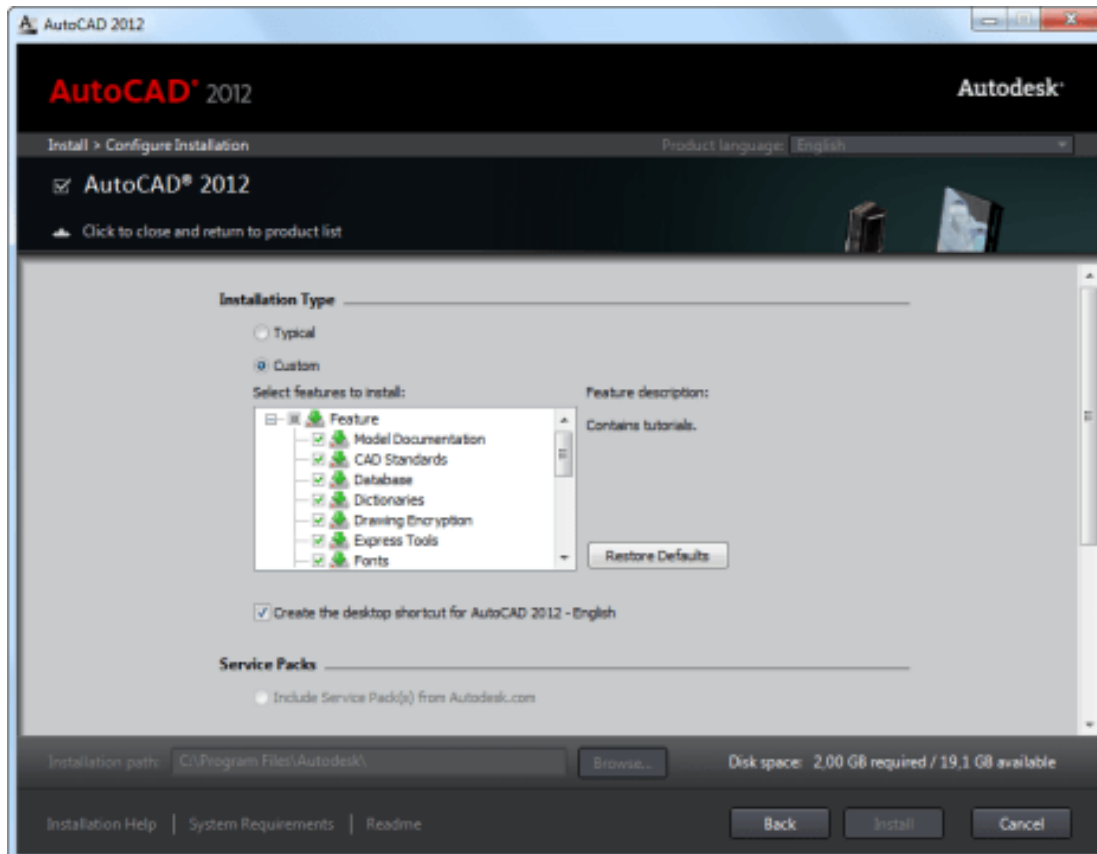 AutoCAD 2012
AutoCAD® 2012
Autodesk®
Install > Configure Installation
Product language: English
AutoCAD® 2012
Click to close and return to product list
Installation Type
Typical
Custom
Select features to install:
Feature description:
Feature
Contains tutorials.
Model Documentation
CAD Standards
Database
Dictionaries
Drawing Encryption
Express Tools
Fonts
Restore Defaults
Create the desktop shortcut for AutoCAD 2012 - English
Service Packs
Include Service Pack(s) from Autodesk.com
Installation path: C:\Program Files\Autodesk\
Browse...
Disk space: 2,00 GB required / 19,1 GB available
Installation Help | System Requirements | Readme
Back
Install
Cancel